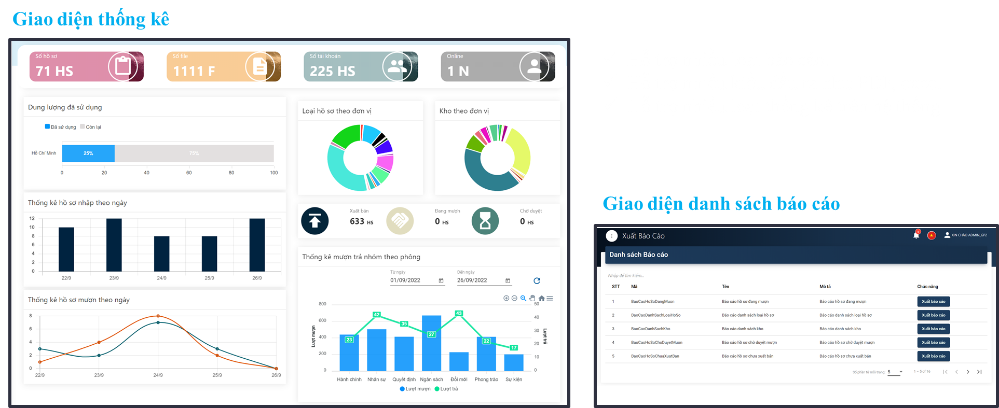 Giao diện thống kê
Số hồ sơ
71 HS
Số file
1111 F
Số tài khoản
225 HS
Online
1 N
Dung lượng đã sử dụng
Đã sử dụng Còn lại
Hồ Chí Minh
25%
75%
0 20 40 60 80 100
Loại hồ sơ theo đơn vị
Kho theo đơn vị
Thống kê hồ sơ nhập theo ngày
12
10
8
6
4
2
0
22/9 23/9 24/9 25/9 26/9
Xuất bản
633 HS
Đang mượn
0 HS
Chờ duyệt
0 HS
Thống kê hồ sơ mượn theo ngày
8
6
4
2
0
22/9 23/9 24/9 25/9 26/9
Thống kê mượn trả nhóm theo phông
Từ ngày
01/09/2022
Đến ngày
26/09/2022
800
600
400
200
0
Lượt mượn
23 42 35 27 43 22 17
50
40
30
20
10
0
Lượt trả
Hành chính Nhân sự Quyết định Ngân sách Đổi mới Phong trào Sự kiện
Lượt mượn Lượt trả
Giao diện danh sách báo cáo
Xuất Báo Cáo
0
XIN CHÀO ADMIN_GP2
Danh sách Báo cáo
Nhập để tìm kiếm...
STT Mã Tên Mô tả Chức năng
1 BaoCaoHoSoDangMuon Báo cáo hồ sơ đang mượn Báo cáo hồ sơ đang mượn Xuất báo cáo
2 BaoCaoDanhSachLoaiHoSo Báo cáo danh sách loại hồ sơ Báo cáo danh sách loại hồ sơ Xuất báo cáo
3 BaoCaoDanhSachKho Báo cáo danh sách kho Báo cáo danh sách kho Xuất báo cáo
4 BaoCaoHoSoChoDuyetMuon Báo cáo hồ sơ chờ duyệt mượn Báo cáo hồ sơ chờ duyệt mượn Xuất báo cáo
5 BaoCaoHoSoChuaXuatBan Báo cáo hồ sơ chưa xuất bản Báo cáo hồ sơ chưa xuất bản Xuất báo cáo
Số phần tử mỗi trang: 5 1 – 5 of 16